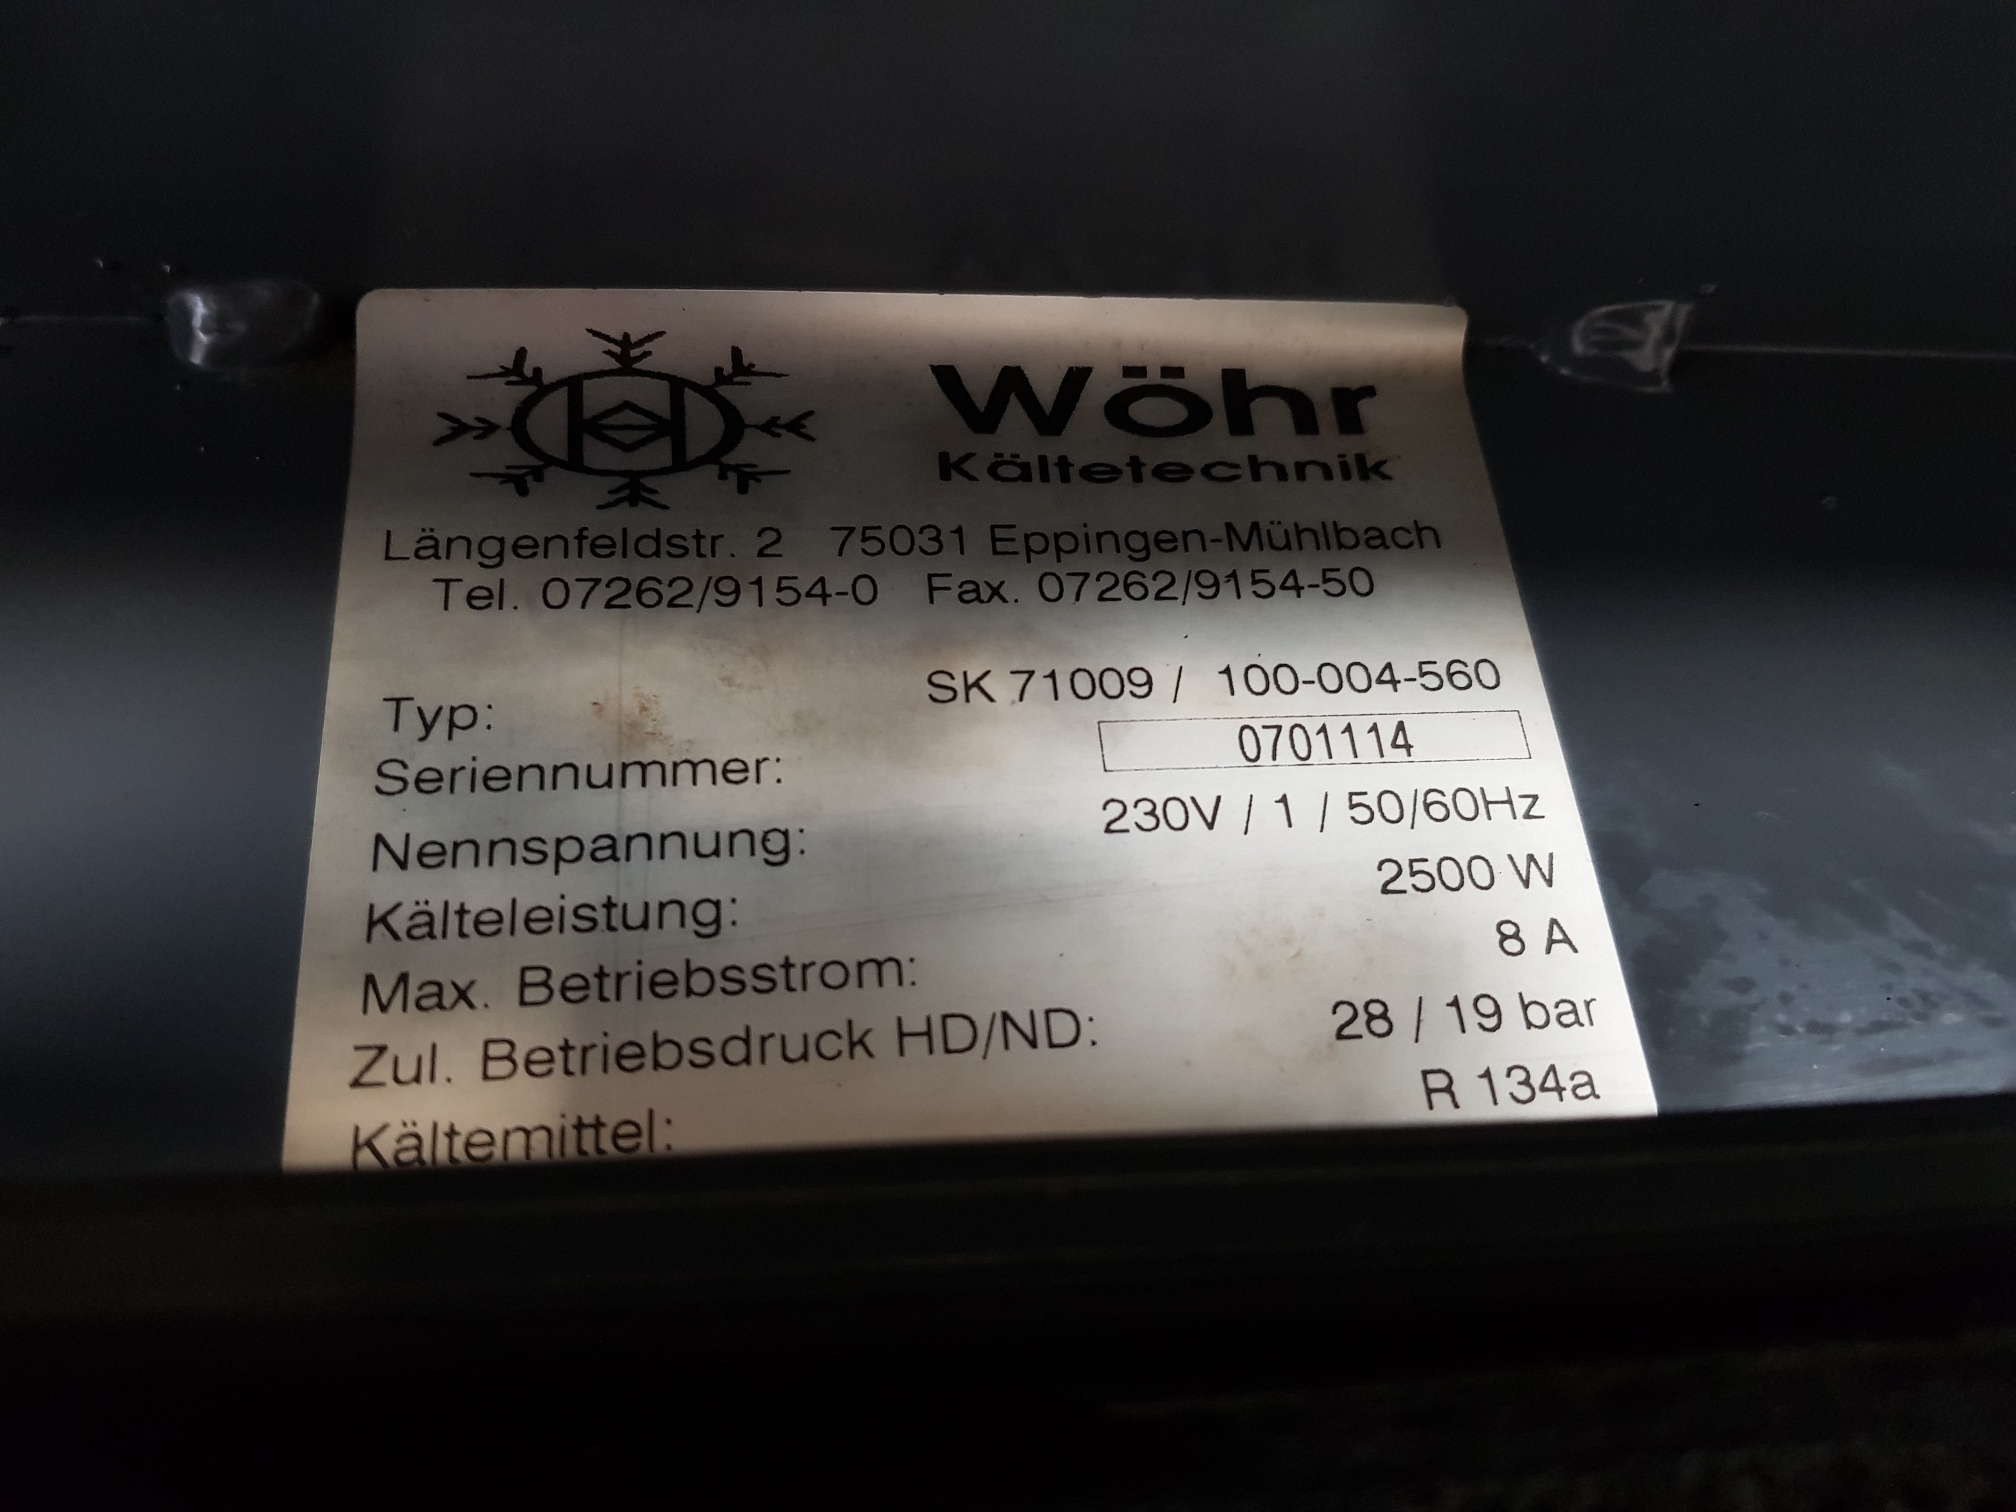 Wöhr
Kältetechnik
Längenfeldstr. 2 75031 Eppingen-Mühlbach
Tel. 07262/9154-0 Fax. 07262/9154-50
Typ: SK 71009 / 100-004-560
Seriennummer: 0701114
Nennspannung: 230V / 1 / 50/60Hz
Kälteleistung: 2500 W
Max. Betriebsstrom: 8 A
Zul. Betriebsdruck HD/ND: 28 / 19 bar
Kältemittel: R 134a